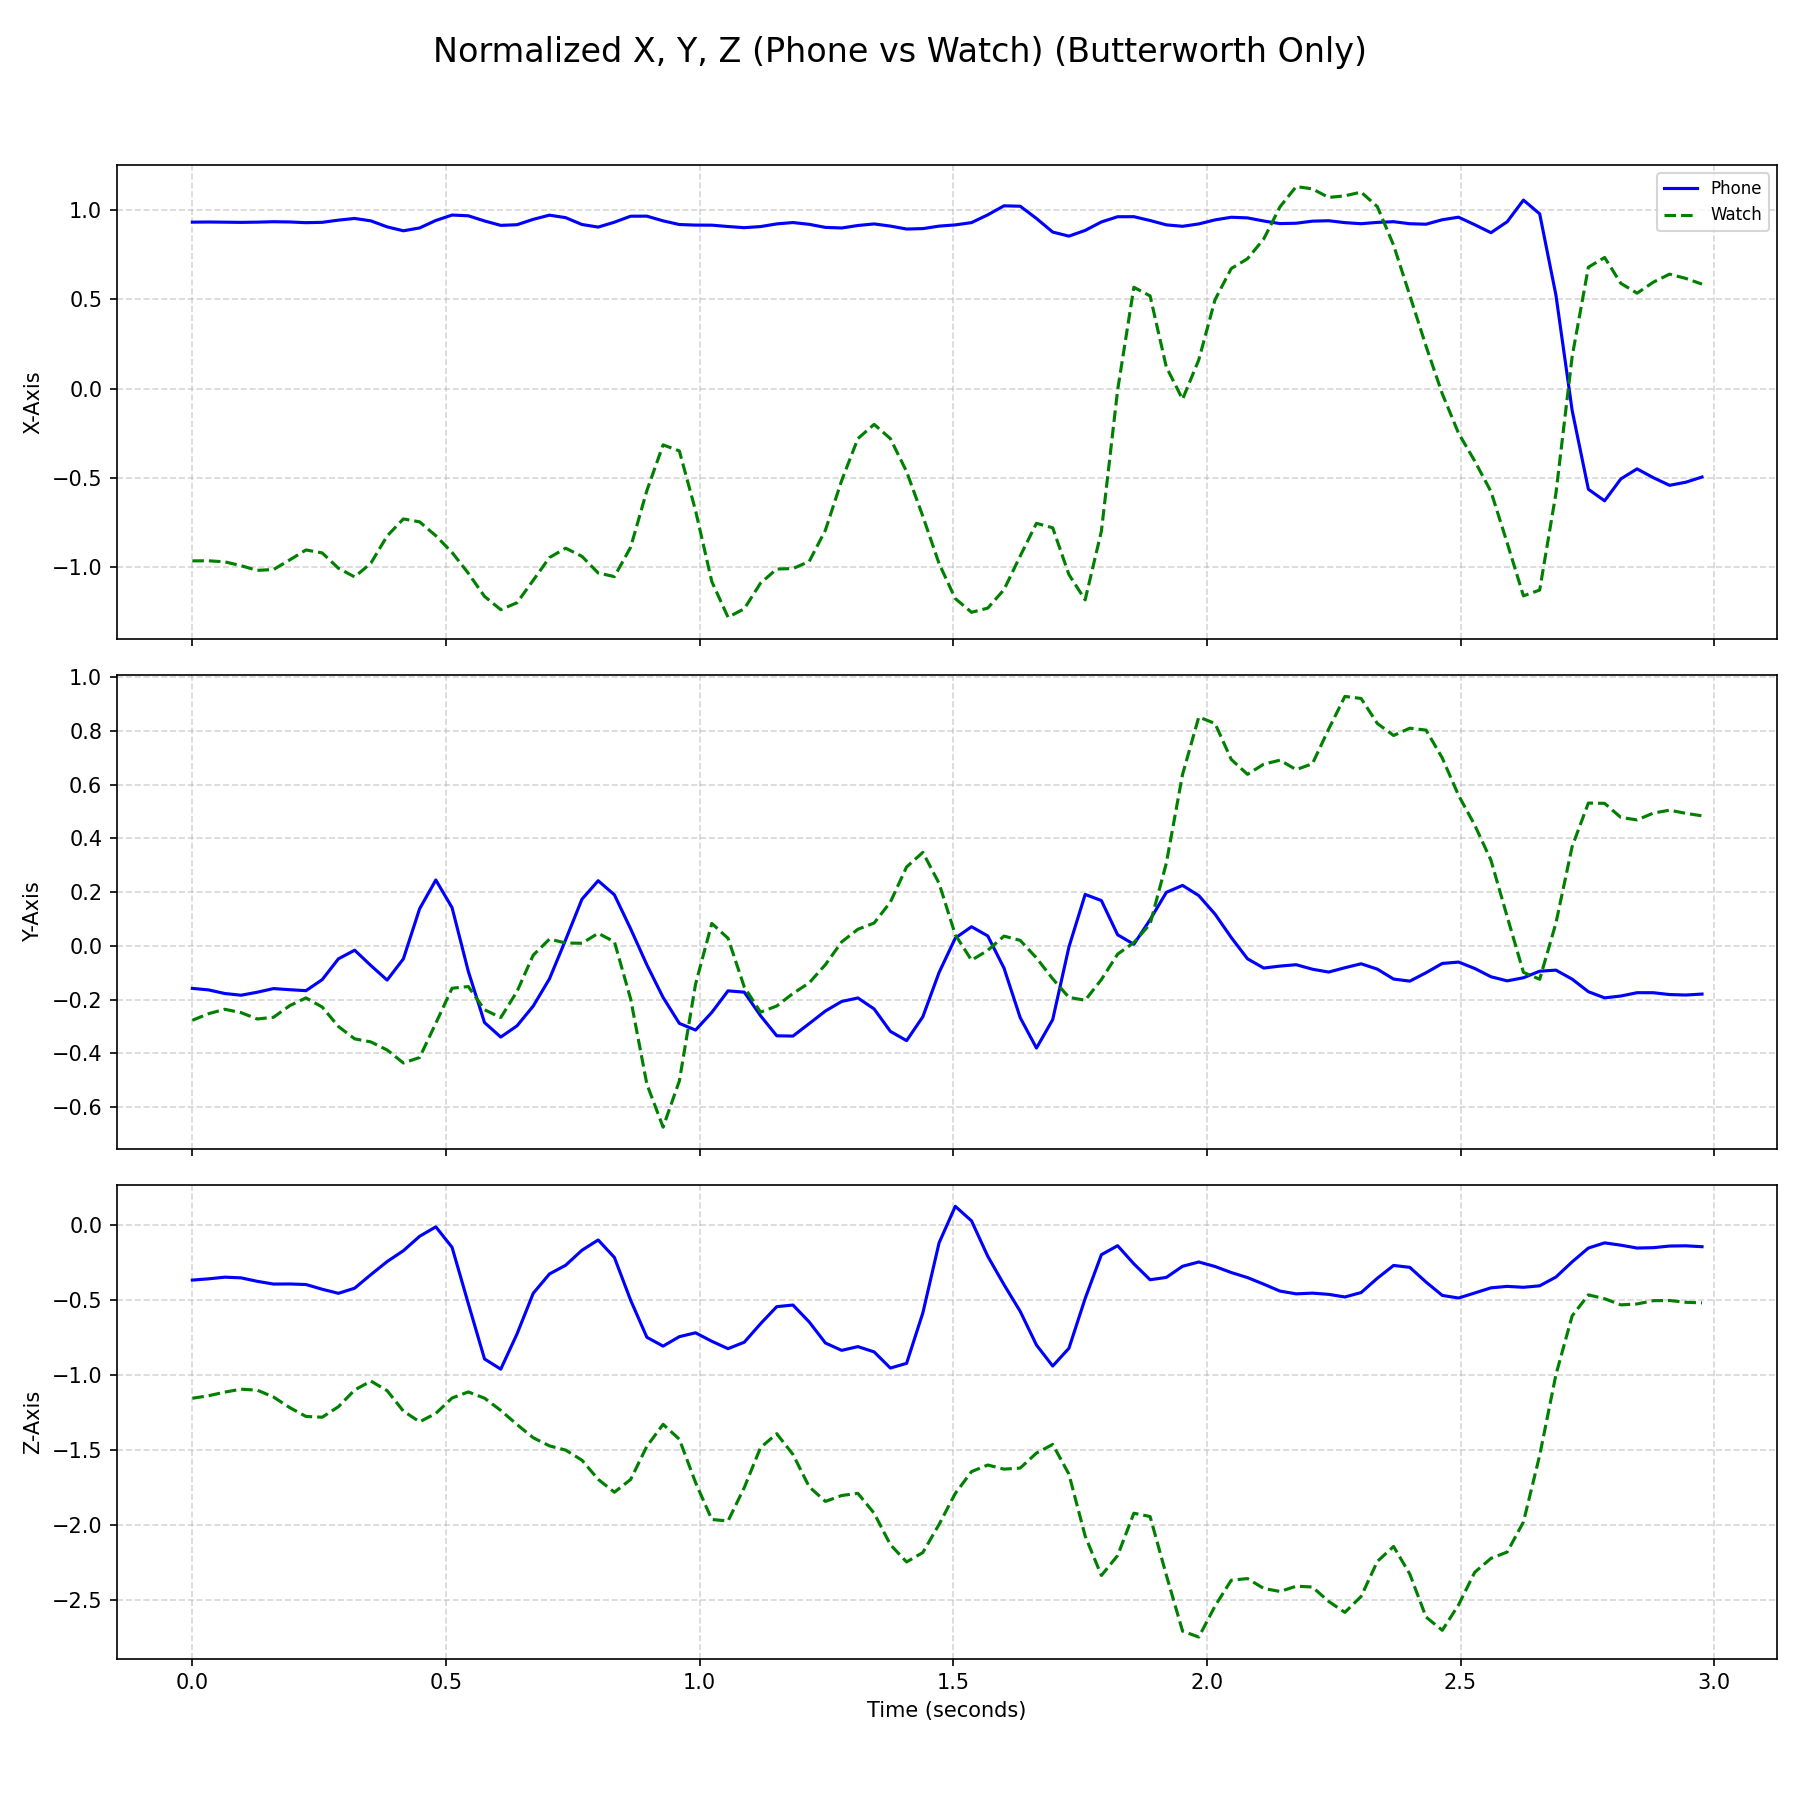 Normalized X, Y, Z (Phone vs Watch) (Butterworth Only)
Phone
Watch
1.0
0.5
0.0
−0.5
−1.0
X-Axis
1.0
0.8
0.6
0.4
0.2
0.0
−0.2
−0.4
−0.6
Y-Axis
0.0
−0.5
−1.0
−1.5
−2.0
−2.5
Z-Axis
0.0 0.5 1.0 1.5 2.0 2.5 3.0
Time (seconds)